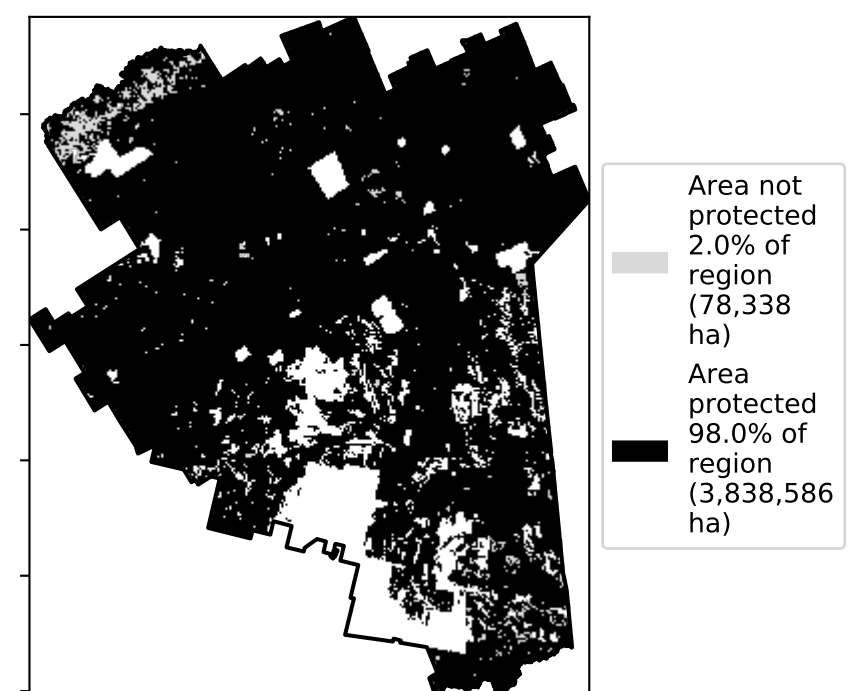 Area not
protected
2.0% of
region
(78,338
ha)
Area
protected
98.0% of
region
(3,838,586
ha)